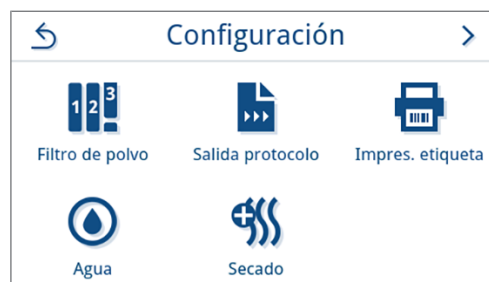 Configuración
1 2 3
Filtro de polvo
Salida protocolo
Impres. etiqueta
Agua
Secado